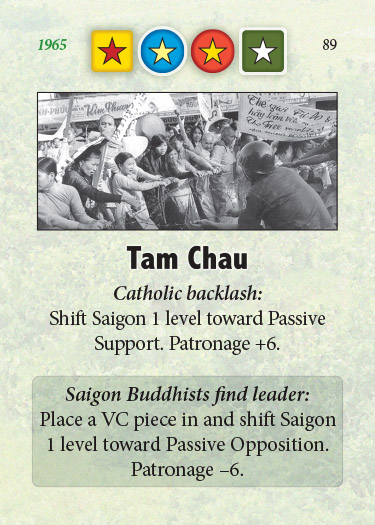 1965
89
Tam Chau
Catholic backlash:
Shift Saigon 1 level toward Passive
Support. Patronage +6.
Saigon Buddhists find leader:
Place a VC piece in and shift Saigon
1 level toward Passive Opposition.
Patronage –6.